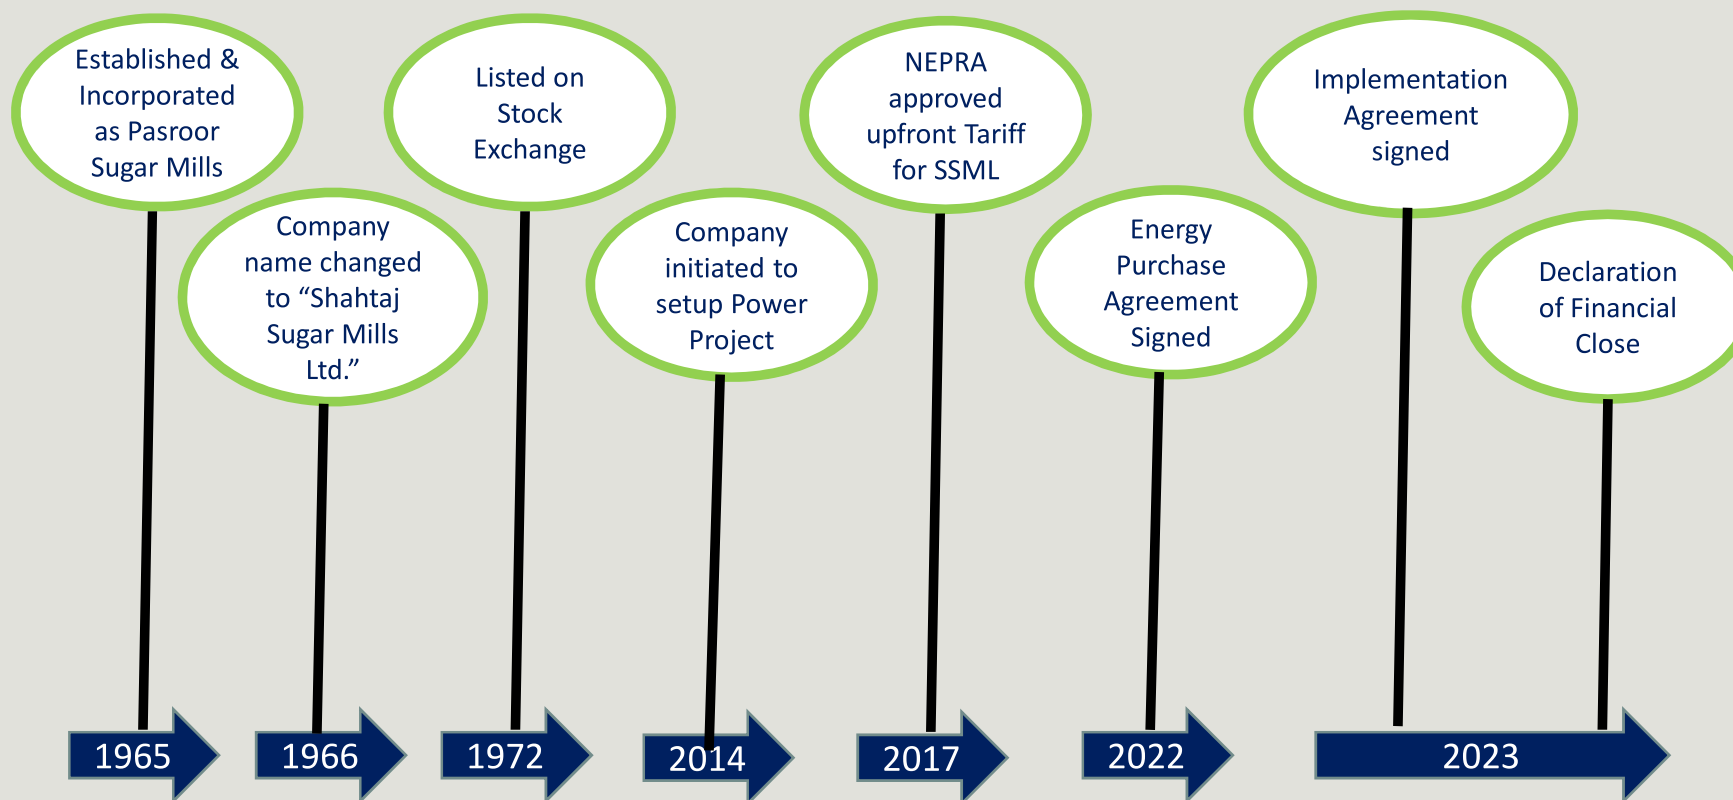 Established &
Incorporated
as Pasroor
Sugar Mills
Company
name changed
to “Shahtaj
Sugar Mills
Ltd.”
Listed on
Stock
Exchange
Company
initiated to
setup Power
Project
NEPRA
approved
upfront Tariff
for SSML
Energy
Purchase
Agreement
Signed
Implementation
Agreement
signed
Declaration
of Financial
Close
1965
1966
1972
2014
2017
2022
2023